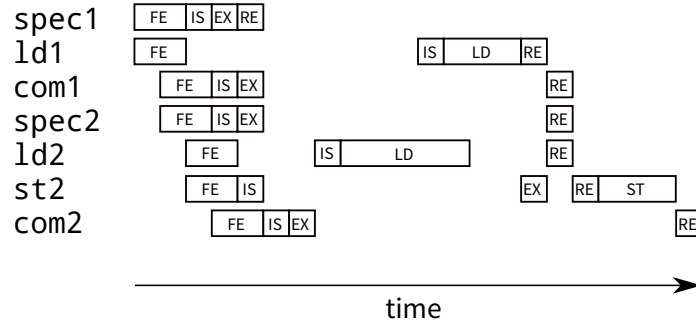 spec1 FE IS EX RE
ld1 FE IS LD RE
com1 FE IS EX RE
spec2 FE IS EX RE
ld2 FE IS LD RE
st2 FE IS EX RE ST
com2 FE IS EX RE
time